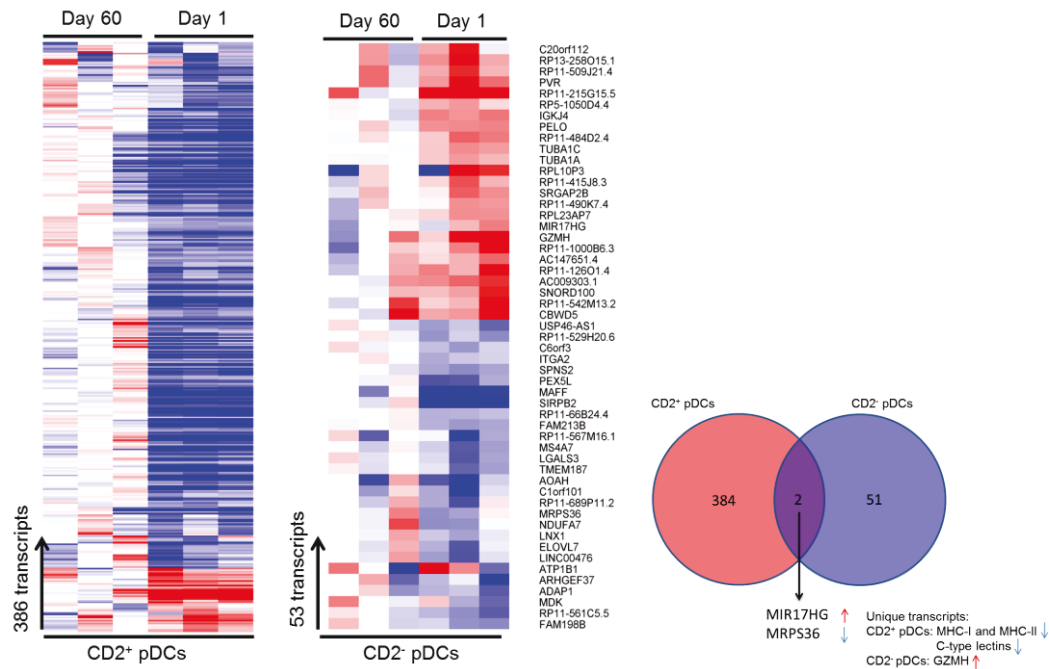 Day 60 Day 1
386 transcripts
CD2+ pDCs
Day 60 Day 1
C20orf112
RP13-258O15.1
RP11-509J21.4
PVR
RP11-215G15.5
RP5-1050D4.4
IGKJ4
PELO
RP11-484D2.4
TUBA1C
TUBA1A
RPL10P3
RP11-415J8.3
SRGAP2B
RP11-490K7.4
RPL23AP7
MIR17HG
GZMH
RP11-1000B6.3
AC147651.4
RP11-126O1.4
AC009303.1
SNORD100
RP11-542M13.2
CBWD5
USP46-AS1
RP11-529H20.6
C6orf3
ITGA2
SPNS2
PEX5L
MAFF
SIRPB2
RP11-66B24.4
FAM213B
RP11-567M16.1
MS4A7
LGALS3
TMEM187
AOAH
C1orf101
RP11-689P11.2
MRPS36
NDUFA7
LNX1
ELOVL7
LINC00476
ATP1B1
ARHGEF37
ADAP1
MDK
RP11-561C5.5
FAM198B
53 transcripts
CD2- pDCs
CD2+ pDCs
CD2- pDCs
384
2
51
MIR17HG ↑
MRPS36 ↓
Unique transcripts:
CD2+ pDCs: MHC-I and MHC-II ↓
C-type lectins ↓
CD2- pDCs: GZMH ↑